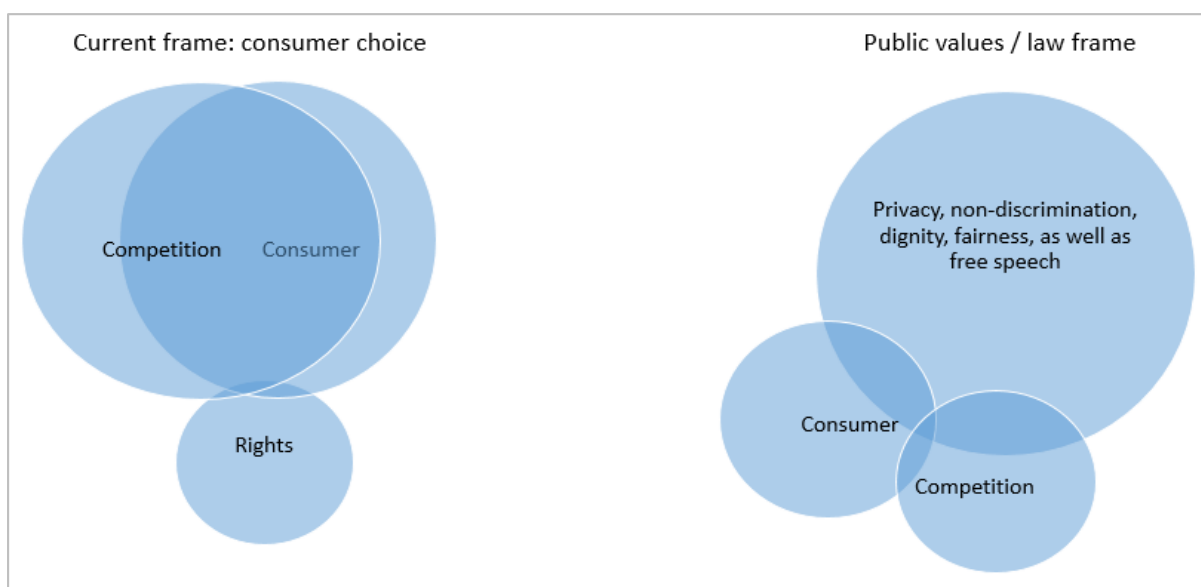 Current frame: consumer choice
Competition
Consumer
Rights
Public values / law frame
Privacy, non-discrimination,
dignity, fairness, as well as
free speech
Consumer
Competition